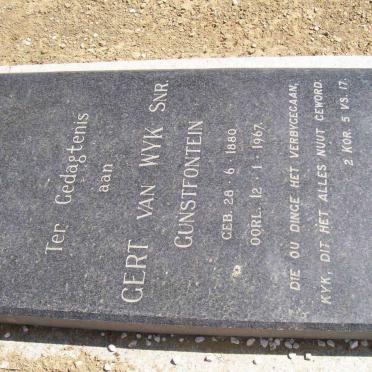 Ter Gedagtenis
aan
GERT VAN WYK SNR.
GUNSTFONTEIN
GEB. 28 · 6 · 1880.
OORL. 12 · 1 · 1967.
DIE OU DINGE HET VERBYGEGAAN,
KYK, DIT HET ALLES NUUT GEWORD.
2 KOR. 5 VS. 17.